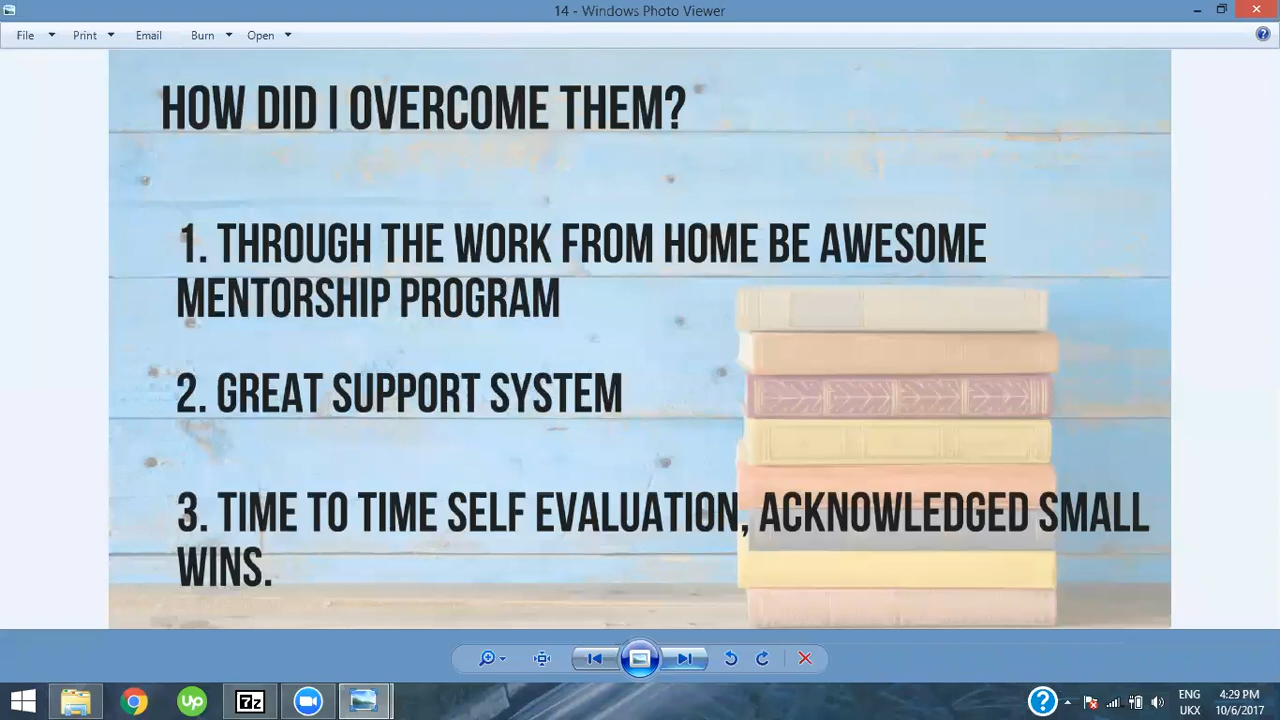 14 - Windows Photo Viewer
File Print Email Burn Open
HOW DID I OVERCOME THEM?
1. THROUGH THE WORK FROM HOME BE AWESOME
MENTORSHIP PROGRAM
2. GREAT SUPPORT SYSTEM
3. TIME TO TIME SELF EVALUATION, ACKNOWLEDGED SMALL
WINS.
up
7z
ENG
UKX
4:29 PM
10/6/2017